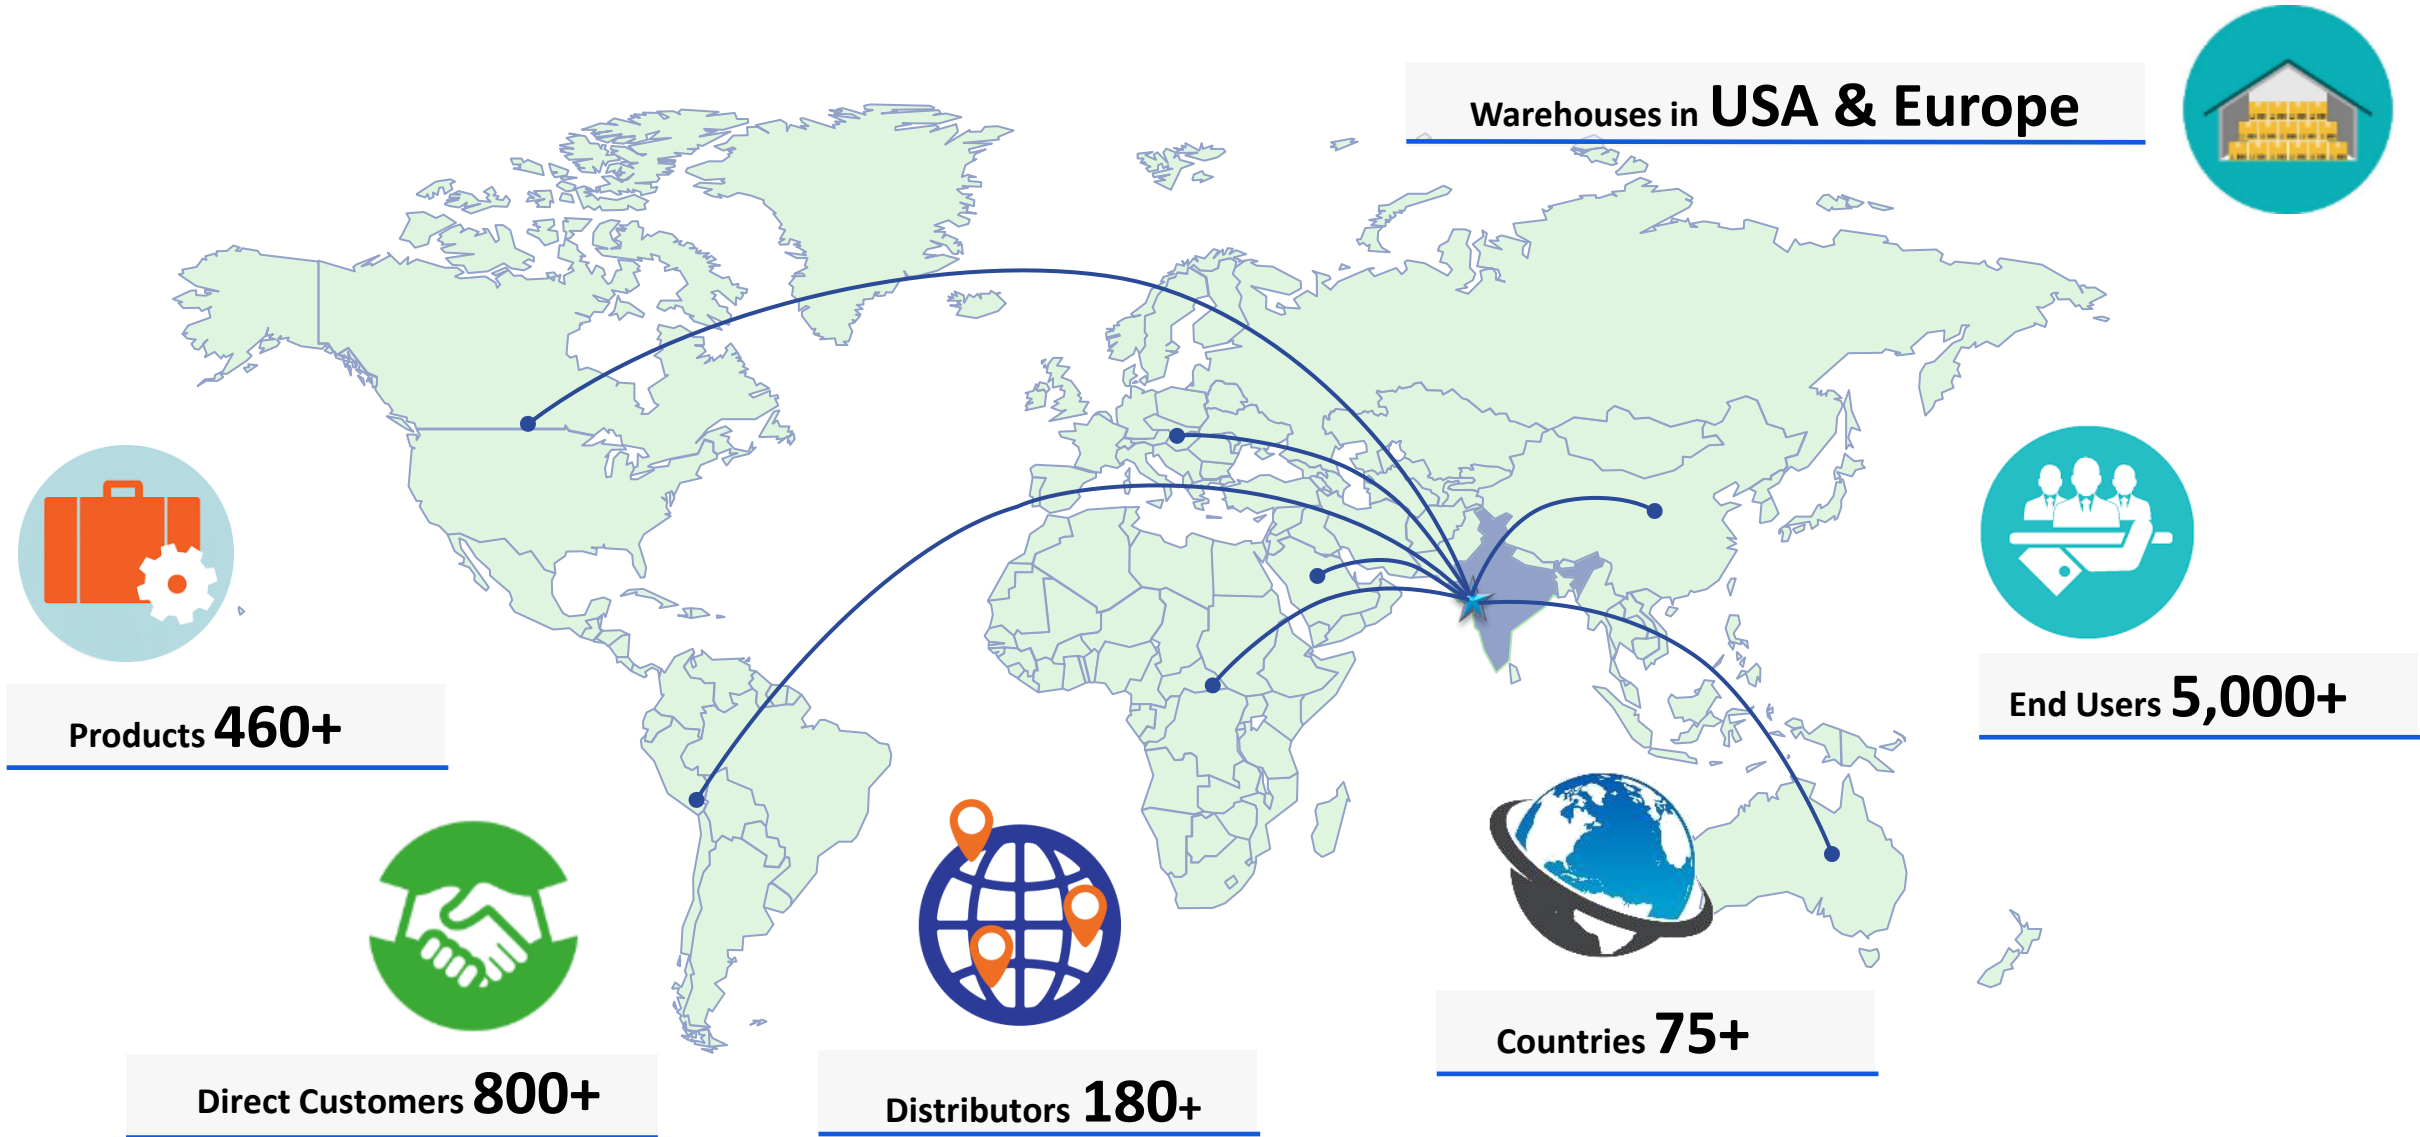 Warehouses in USA & Europe
Products 460+
End Users 5,000+
Direct Customers 800+
Distributors 180+
Countries 75+